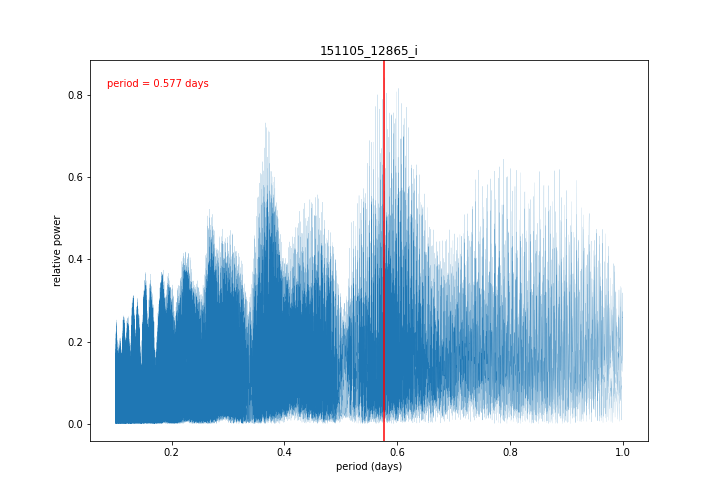 151105_12865_i
period = 0.577 days
relative power
0.8
0.6
0.4
0.2
0.0
0.2 0.4 0.6 0.8 1.0
period (days)